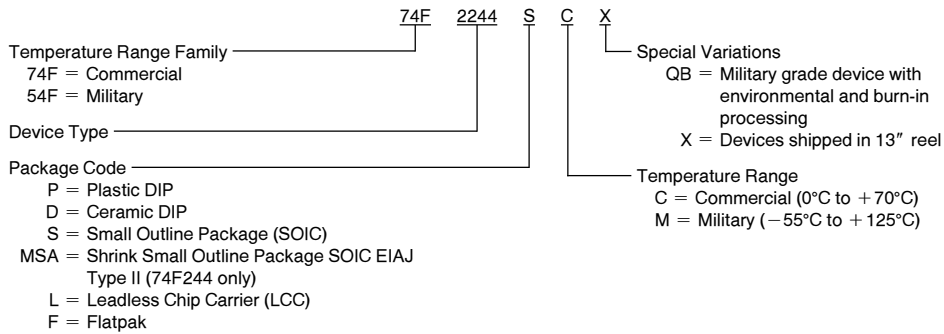 74F 2244 S C X
Temperature Range Family
74F = Commercial
54F = Military
Device Type
Package Code
P = Plastic DIP
D = Ceramic DIP
S = Small Outline Package (SOIC)
MSA = Shrink Small Outline Package SOIC EIAJ
Type II (74F244 only)
L = Leadless Chip Carrier (LCC)
F = Flatpak
Special Variations
QB = Military grade device with
environmental and burn-in
processing
X = Devices shipped in 13″ reel
Temperature Range
C = Commercial (0°C to +70°C)
M = Military (−55°C to +125°C)